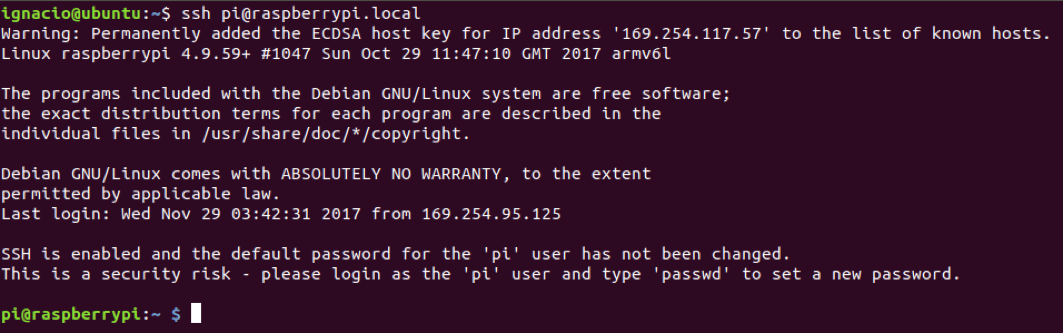 ignacio@ubuntu:~$ ssh pi@raspberrypi.local
Warning: Permanently added the ECDSA host key for IP address '169.254.117.57' to the list of known hosts.
Linux raspberrypi 4.9.59+ #1047 Sun Oct 29 11:47:10 GMT 2017 armv6l
The programs included with the Debian GNU/Linux system are free software;
the exact distribution terms for each program are described in the
individual files in /usr/share/doc/*/copyright.
Debian GNU/Linux comes with ABSOLUTELY NO WARRANTY, to the extent
permitted by applicable law.
Last login: Wed Nov 29 03:42:31 2017 from 169.254.95.125
SSH is enabled and the default password for the 'pi' user has not been changed.
This is a security risk - please login as the 'pi' user and type 'passwd' to set a new password.
pi@raspberrypi:~ $